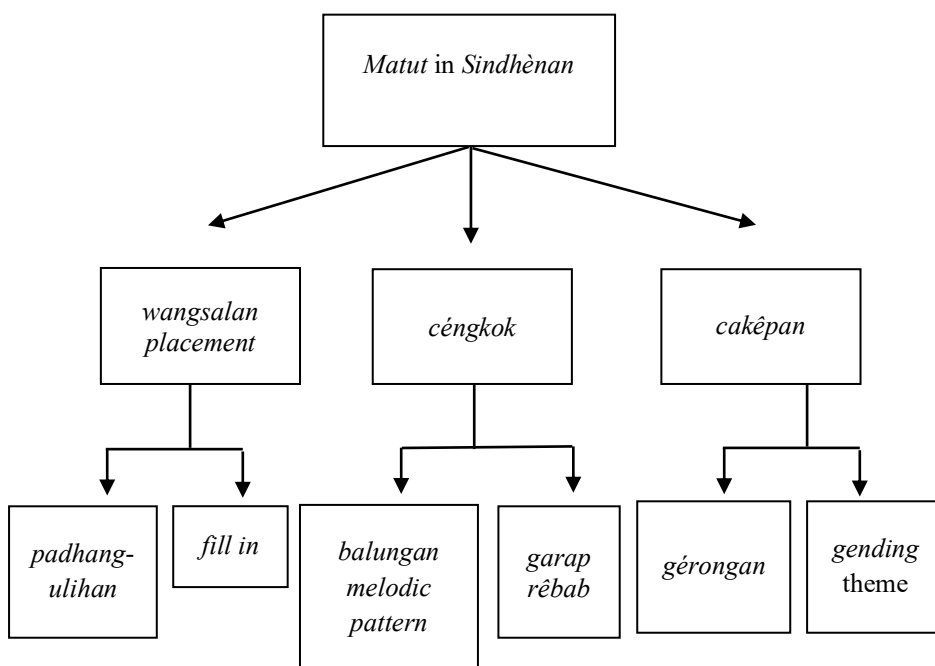 Matut in Sindhènan
wangsalan
placement
céngkok
cakêpan
padhang-
ulihan
fill in
balungan
melodic
pattern
garap
rêbab
gérongan
gending
theme